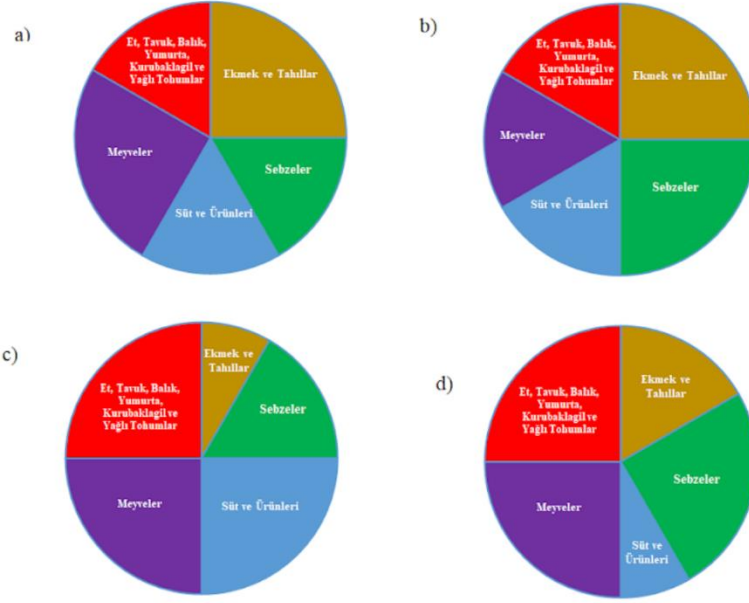 a)
Et, Tavuk, Balık,
Yumurta,
Kurubaklagil ve
Yağlı Tohumlar
Ekmek ve Tahıllar
Meyveler
Sebzeler
Süt ve Ürünleri
b)
Et, Tavuk, Balık,
Yumurta,
Kurubaklagil ve
Yağlı Tohumlar
Ekmek ve Tahıllar
Meyveler
Sebzeler
Süt ve Ürünleri
c)
Ekmek ve
Tahıllar
Et, Tavuk, Balık,
Yumurta,
Kurubaklagil ve
Yağlı Tohumlar
Sebzeler
Meyveler
Süt ve Ürünleri
d)
Ekmek ve
Tahıllar
Et, Tavuk, Balık,
Yumurta,
Kurubaklagil ve
Yağlı Tohumlar
Sebzeler
Meyveler
Süt ve
Ürünleri